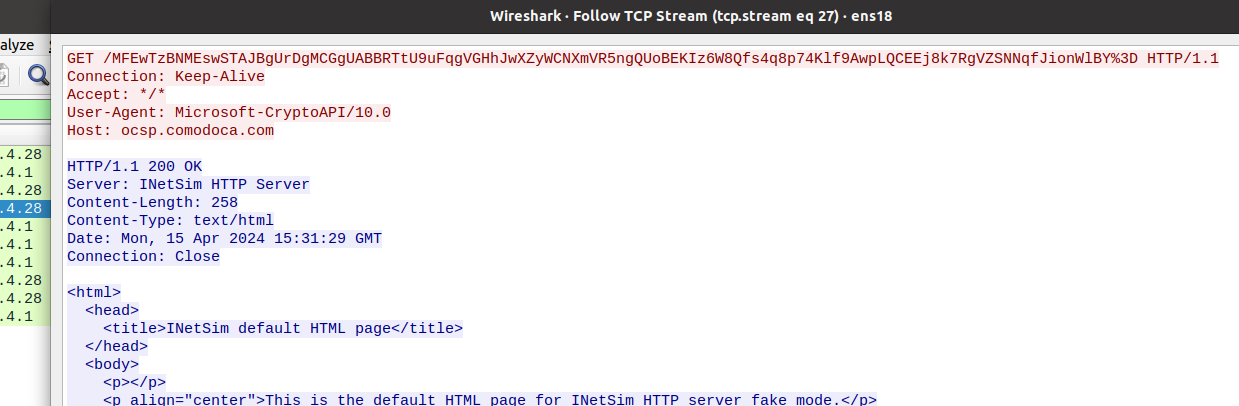 Wireshark · Follow TCP Stream (tcp.stream eq 27) · ens18
alyze
GET /MFEwTzBNMEswSTAJBgUrDgMCGgUABBRTtU9uFqgVGHhJwXZyWCNXmVR5ngQUoBEKIz6W8Qfs4q8p74Klf9AwpLQCEEj8k7RgVZSNNqfJionWlBY%3D HTTP/1.1
Connection: Keep-Alive
Accept: */*
User-Agent: Microsoft-CryptoAPI/10.0
Host: ocsp.comodoca.com
HTTP/1.1 200 OK
Server: INetSim HTTP Server
Content-Length: 258
Content-Type: text/html
Date: Mon, 15 Apr 2024 15:31:29 GMT
Connection: Close
<html>
  <head>
    <title>INetSim default HTML page</title>
  </head>
  <body>
    <p></p>
    <p align="center">This is the default HTML page for INetSim HTTP server fake mode.</p>
.4.28
.4.1
.4.28
.4.28
.4.1
.4.1
.4.1
.4.28
.4.28
.4.1